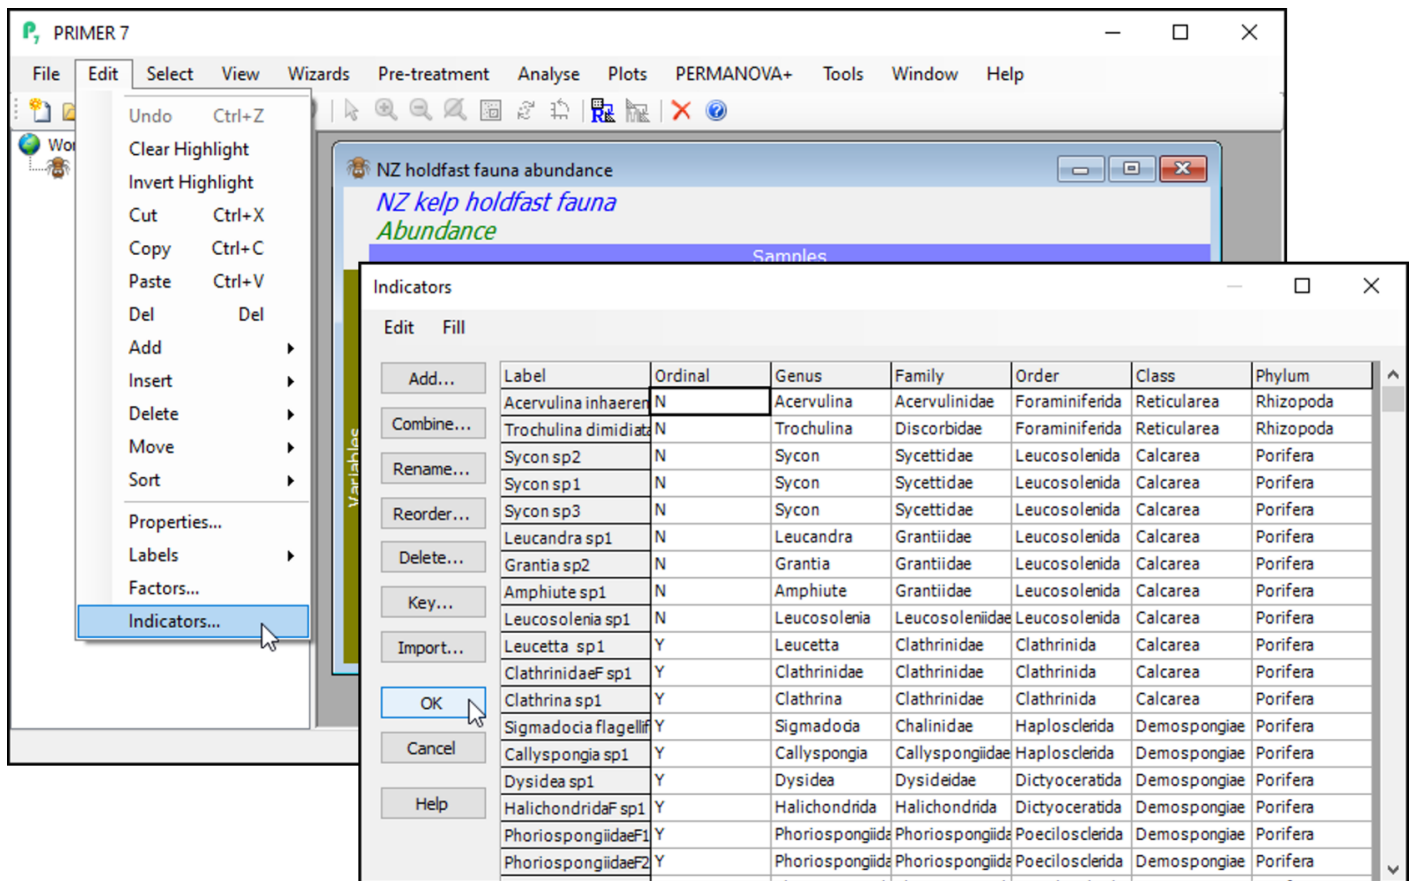 PRIMER 7
File Edit Select View Wizards Pre-treatment Analyse Plots PERMANOVA+ Tools Window Help
Undo Ctrl+Z
Clear Highlight
Invert Highlight
Cut Ctrl+X
Copy Ctrl+C
Paste Ctrl+V
Del Del
Add
Insert
Delete
Move
Sort
Properties...
Labels
Factors...
Indicators...
Wor
NZ holdfast fauna abundance
NZ kelp holdfast fauna
Abundance
Samples
Variables
Indicators
Edit Fill
Add...
Combine...
Rename...
Reorder...
Delete...
Key...
Import...
OK
Cancel
Help
Label Ordinal Genus Family Order Class Phylum
Acervulina inhaeren N Acervulina Acervulinidae Foraminiferida Reticularea Rhizopoda
Trochulina dimidiata N Trochulina Discorbidae Foraminiferida Reticularea Rhizopoda
Sycon sp2 N Sycon Sycettidae Leucosolenida Calcarea Porifera
Sycon sp1 N Sycon Sycettidae Leucosolenida Calcarea Porifera
Sycon sp3 N Sycon Sycettidae Leucosolenida Calcarea Porifera
Leucandra sp1 N Leucandra Grantiidae Leucosolenida Calcarea Porifera
Grantia sp2 N Grantia Grantiidae Leucosolenida Calcarea Porifera
Amphiute sp1 N Amphiute Grantiidae Leucosolenida Calcarea Porifera
Leucosolenia sp1 N Leucosolenia Leucosoleniidae Leucosolenida Calcarea Porifera
Leucetta sp1 Y Leucetta Clathrinidae Clathrinida Calcarea Porifera
ClathrinidaeF sp1 Y Clathrinidae Clathrinidae Clathrinida Calcarea Porifera
Clathrina sp1 Y Clathrina Clathrinidae Clathrinida Calcarea Porifera
Sigmadocia flagellif Y Sigmadocia Chalinidae Haplosclerida Demospongiae Porifera
Callyspongia sp1 Y Callyspongia Callyspongiidae Haplosclerida Demospongiae Porifera
Dysidea sp1 Y Dysidea Dysideidae Dictyoceratida Demospongiae Porifera
HalichondridaF sp1 Y Halichondrida Halichondrida Dictyoceratida Demospongiae Porifera
PhoriospongiidaeF1 Y Phoriospongiida Phoriospongiida Poecilosclerida Demospongiae Porifera
PhoriospongiidaeF2 Y Phoriospongiida Phoriospongiida Poecilosclerida Demospongiae Porifera